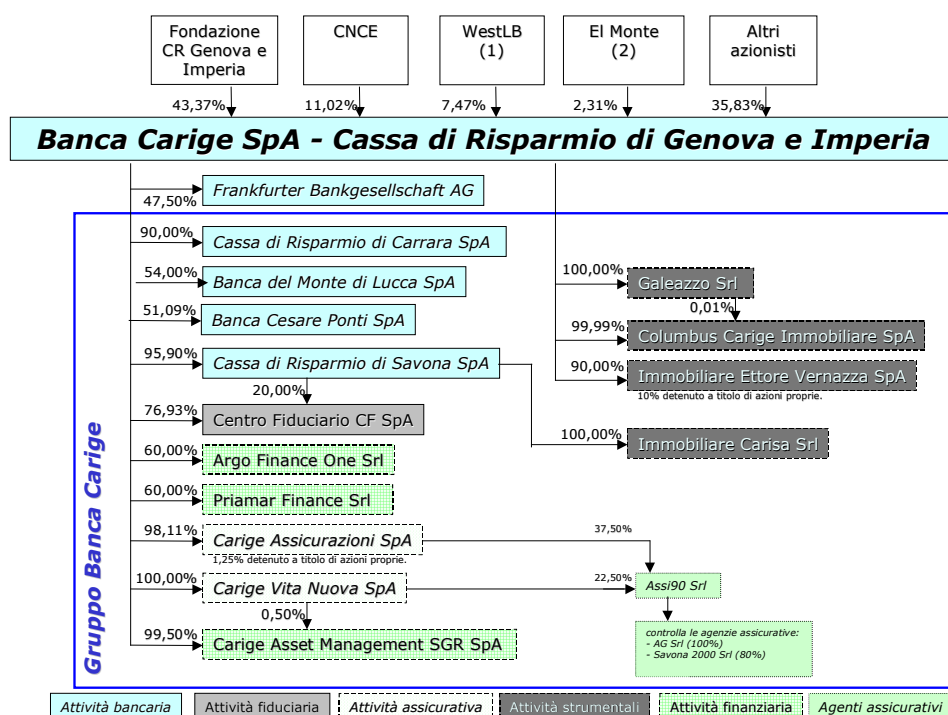 Fondazione
CR Genova e
Imperia
CNCE
WestLB
(1)
El Monte
(2)
Altri
azionisti
43,37%
11,02%
7,47%
2,31%
35,83%
Banca Carige SpA - Cassa di Risparmio di Genova e Imperia
Frankfurter Bankgesellschaft AG
47,50%
90,00%
Cassa di Risparmio di Carrara SpA
54,00%
Banca del Monte di Lucca SpA
100,00%
Galeazzo Srl
0,01%
51,09%
Banca Cesare Ponti SpA
99,99%
Columbus Carige Immobiliare SpA
95,90%
Cassa di Risparmio di Savona SpA
90,00%
Immobiliare Ettore Vernazza SpA
10% detenuto a titolo di azioni proprie.
20,00%
76,93%
Centro Fiduciario CF SpA
100,00%
Immobiliare Carisa Srl
60,00%
Argo Finance One Srl
60,00%
Priamar Finance Srl
98,11%
Carige Assicurazioni SpA
1,25% detenuto a titolo di azioni proprie.
37,50%
100,00%
Carige Vita Nuova SpA
22,50%
Assi90 Srl
0,50%
99,50%
Carige Asset Management SGR SpA
controlla le agenzie assicurative:
- AG Srl (100%)
- Savona 2000 Srl (80%)
Gruppo Banca Carige
Attività bancaria
Attività fiduciaria
Attività assicurativa
Attività strumentali
Attività finanziaria
Agenti assicurativi